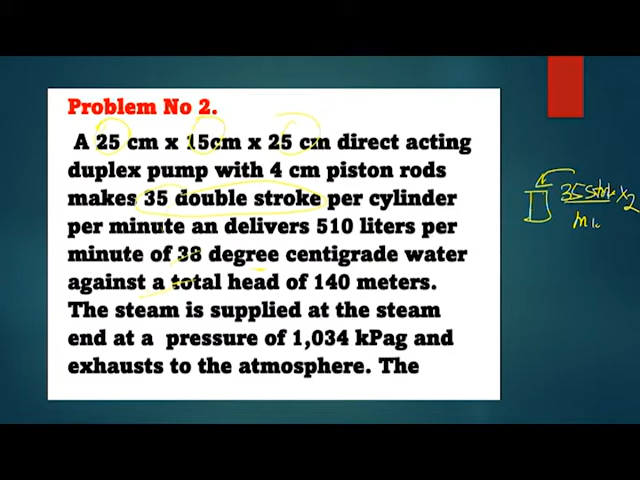 Problem No 2.
A 25 cm x 15cm x 25 cm direct acting
duplex pump with 4 cm piston rods
makes 35 double stroke per cylinder
per minute an delivers 510 liters per
minute of 38 degree centigrade water
against a total head of 140 meters.
The steam is supplied at the steam
end at a pressure of 1,034 kPag and
exhausts to the atmosphere. The
35 x 2